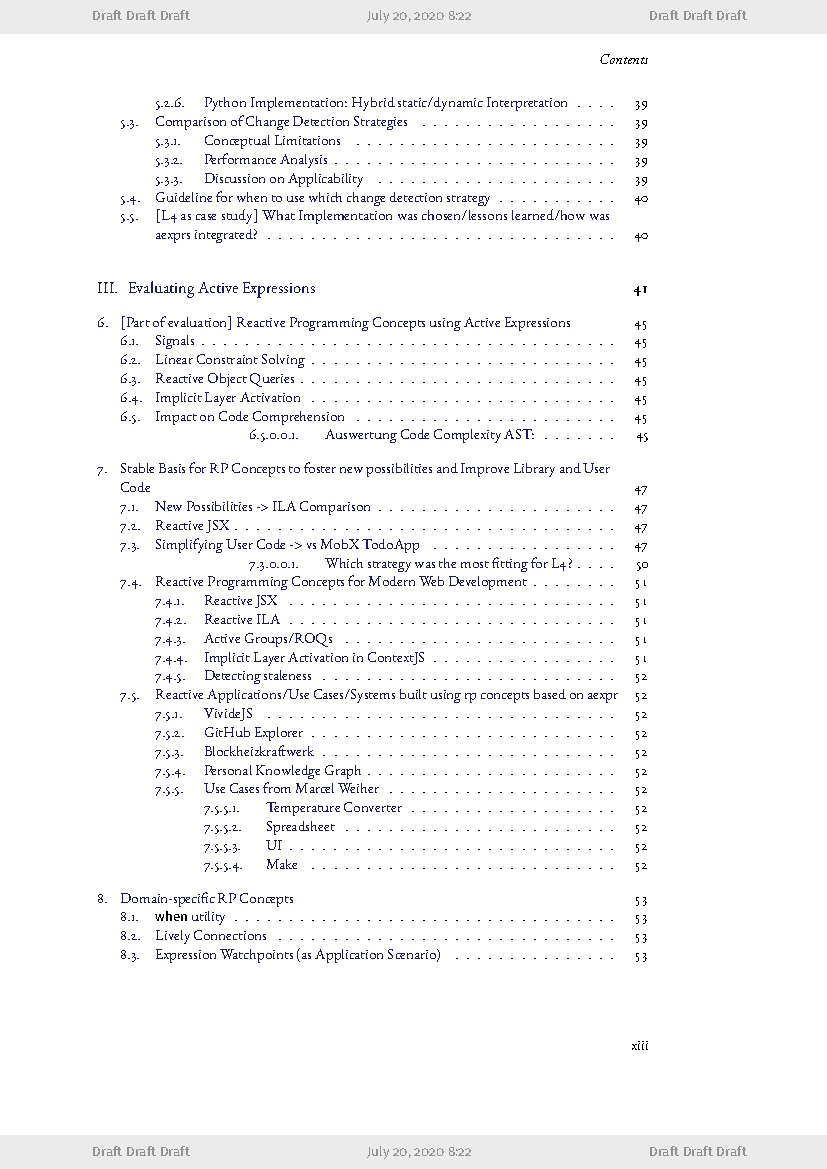 Draft Draft Draft July 20, 2020 8:22 Draft Draft Draft
Contents
5.2.6. Python Implementation: Hybrid static/dynamic Interpretation . . . . 39
5.3. Comparison of Change Detection Strategies . . . . . . . . . . . . . . . . . . 39
5.3.1. Conceptual Limitations . . . . . . . . . . . . . . . . . . . . . . . . 39
5.3.2. Performance Analysis . . . . . . . . . . . . . . . . . . . . . . . . . . 39
5.3.3. Discussion on Applicability . . . . . . . . . . . . . . . . . . . . . . 39
5.4. Guideline for when to use which change detection strategy . . . . . . . . . . . 40
5.5. [L4 as case study] What Implementation was chosen/lessons learned/how was
aexprs integrated? . . . . . . . . . . . . . . . . . . . . . . . . . . . . . . . . 40
III. Evaluating Active Expressions 41
6. [Part of evaluation] Reactive Programming Concepts using Active Expressions 45
6.1. Signals . . . . . . . . . . . . . . . . . . . . . . . . . . . . . . . . . . . . . . 45
6.2. Linear Constraint Solving . . . . . . . . . . . . . . . . . . . . . . . . . . . . 45
6.3. Reactive Object Queries . . . . . . . . . . . . . . . . . . . . . . . . . . . . . 45
6.4. Implicit Layer Activation . . . . . . . . . . . . . . . . . . . . . . . . . . . . 45
6.5. Impact on Code Comprehension . . . . . . . . . . . . . . . . . . . . . . . . 45
6.5.0.0.1. Auswertung Code Complexity AST: . . . . . . . 45
7. Stable Basis for RP Concepts to foster new possibilities and Improve Library and User
Code 47
7.1. New Possibilities -> ILA Comparison . . . . . . . . . . . . . . . . . . . . . . 47
7.2. Reactive JSX . . . . . . . . . . . . . . . . . . . . . . . . . . . . . . . . . . . 47
7.3. Simplifying User Code -> vs MobX TodoApp . . . . . . . . . . . . . . . . . 47
7.3.0.0.1. Which strategy was the most fitting for L4? . . . . 50
7.4. Reactive Programming Concepts for Modern Web Development . . . . . . . . 51
7.4.1. Reactive JSX . . . . . . . . . . . . . . . . . . . . . . . . . . . . . . 51
7.4.2. Reactive ILA . . . . . . . . . . . . . . . . . . . . . . . . . . . . . . 51
7.4.3. Active Groups/ROQs . . . . . . . . . . . . . . . . . . . . . . . . . 51
7.4.4. Implicit Layer Activation in ContextJS . . . . . . . . . . . . . . . . . 51
7.4.5. Detecting staleness . . . . . . . . . . . . . . . . . . . . . . . . . . . 52
7.5. Reactive Applications/Use Cases/Systems built using rp concepts based on aexpr 52
7.5.1. VivideJS . . . . . . . . . . . . . . . . . . . . . . . . . . . . . . . . 52
7.5.2. GitHub Explorer . . . . . . . . . . . . . . . . . . . . . . . . . . . . 52
7.5.3. Blockheizkraftwerk . . . . . . . . . . . . . . . . . . . . . . . . . . . 52
7.5.4. Personal Knowledge Graph . . . . . . . . . . . . . . . . . . . . . . . 52
7.5.5. Use Cases from Marcel Weiher . . . . . . . . . . . . . . . . . . . . . 52
7.5.5.1. Temperature Converter . . . . . . . . . . . . . . . . . . . 52
7.5.5.2. Spreadsheet . . . . . . . . . . . . . . . . . . . . . . . . . 52
7.5.5.3. UI . . . . . . . . . . . . . . . . . . . . . . . . . . . . . . 52
7.5.5.4. Make . . . . . . . . . . . . . . . . . . . . . . . . . . . . 52
8. Domain-specific RP Concepts 53
8.1. when utility . . . . . . . . . . . . . . . . . . . . . . . . . . . . . . . . . . . 53
8.2. Lively Connections . . . . . . . . . . . . . . . . . . . . . . . . . . . . . . . 53
8.3. Expression Watchpoints (as Application Scenario) . . . . . . . . . . . . . . . 53
xiii
Draft Draft Draft July 20, 2020 8:22 Draft Draft Draft